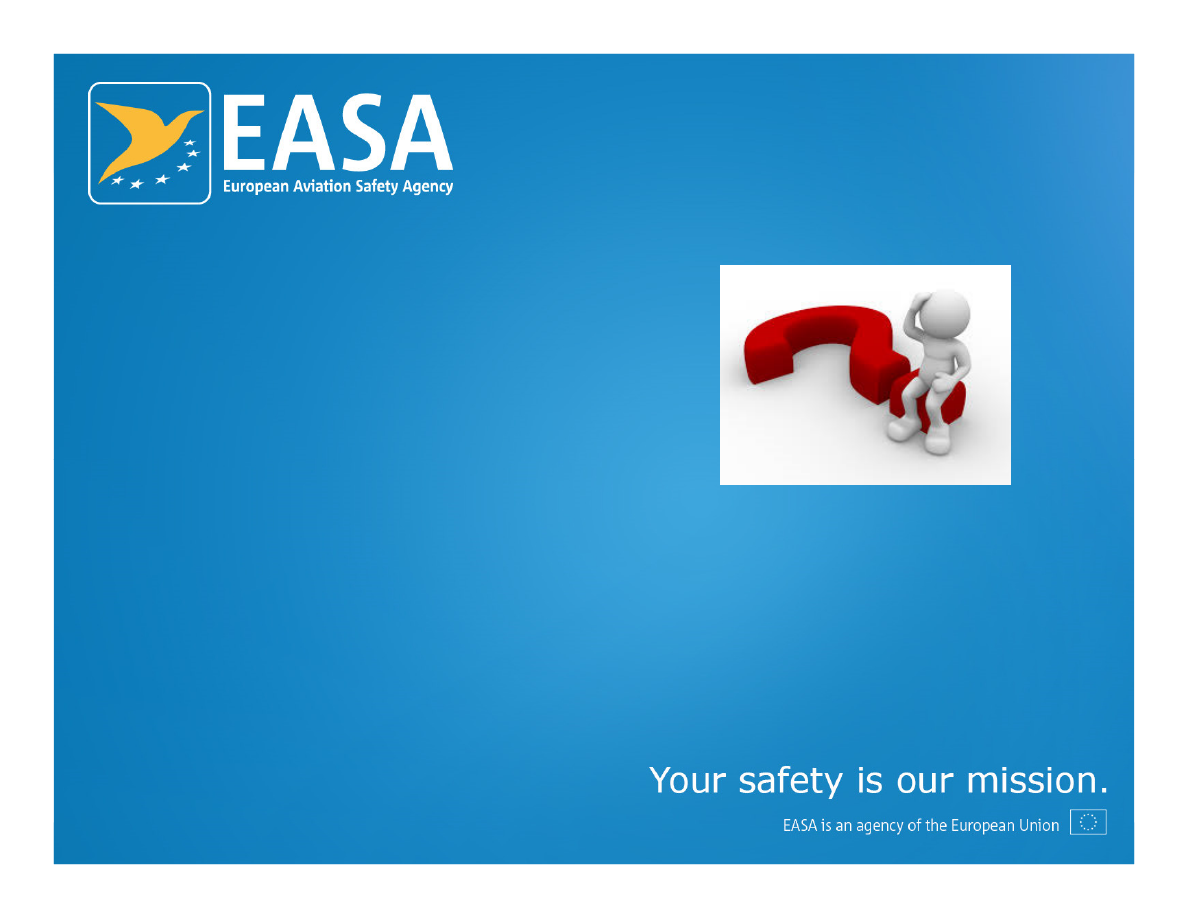 EASA
European Aviation Safety Agency
Your safety is our mission.
EASA is an agency of the European Union